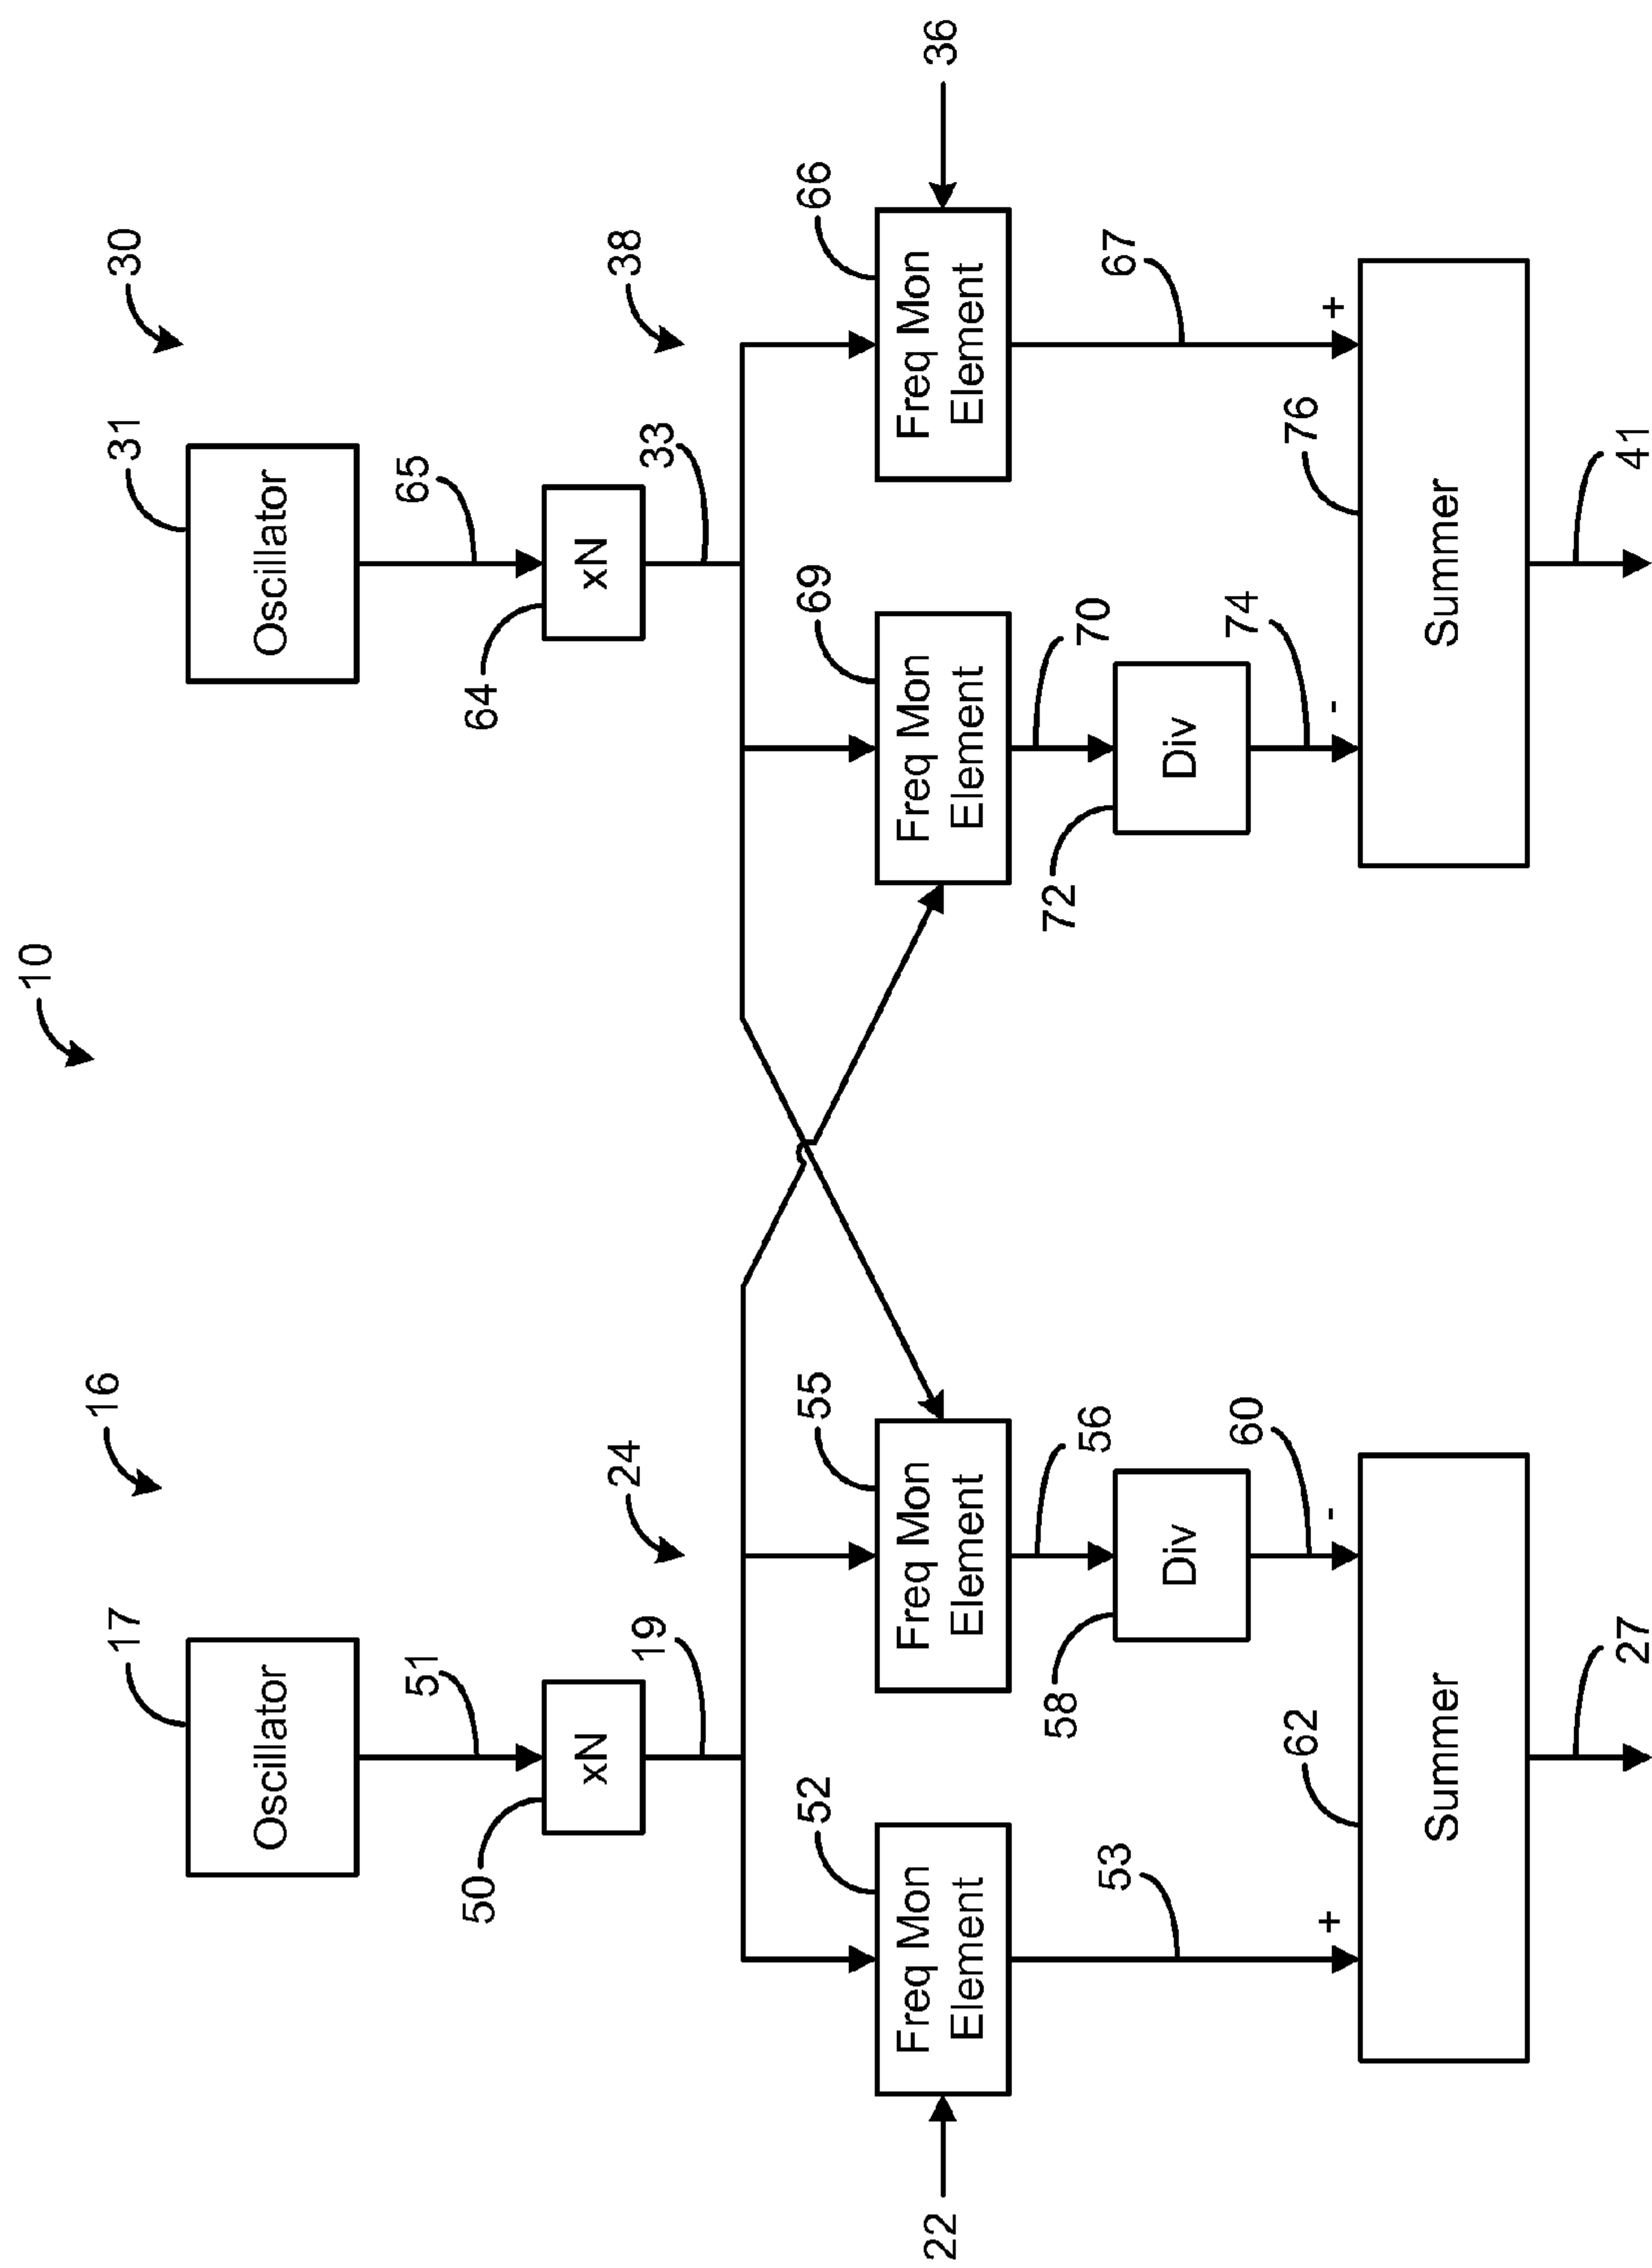 10
16
30
17
31
Oscillator
Oscillator
51
65
xN
xN
50
64
19
33
24
38
52
55
69
66
Freq Mon
Element
Freq Mon
Element
Freq Mon
Element
Freq Mon
Element
22
36
53
56
70
67
58
72
Div
Div
60
74
+
-
-
+
62
76
Summer
Summer
27
41